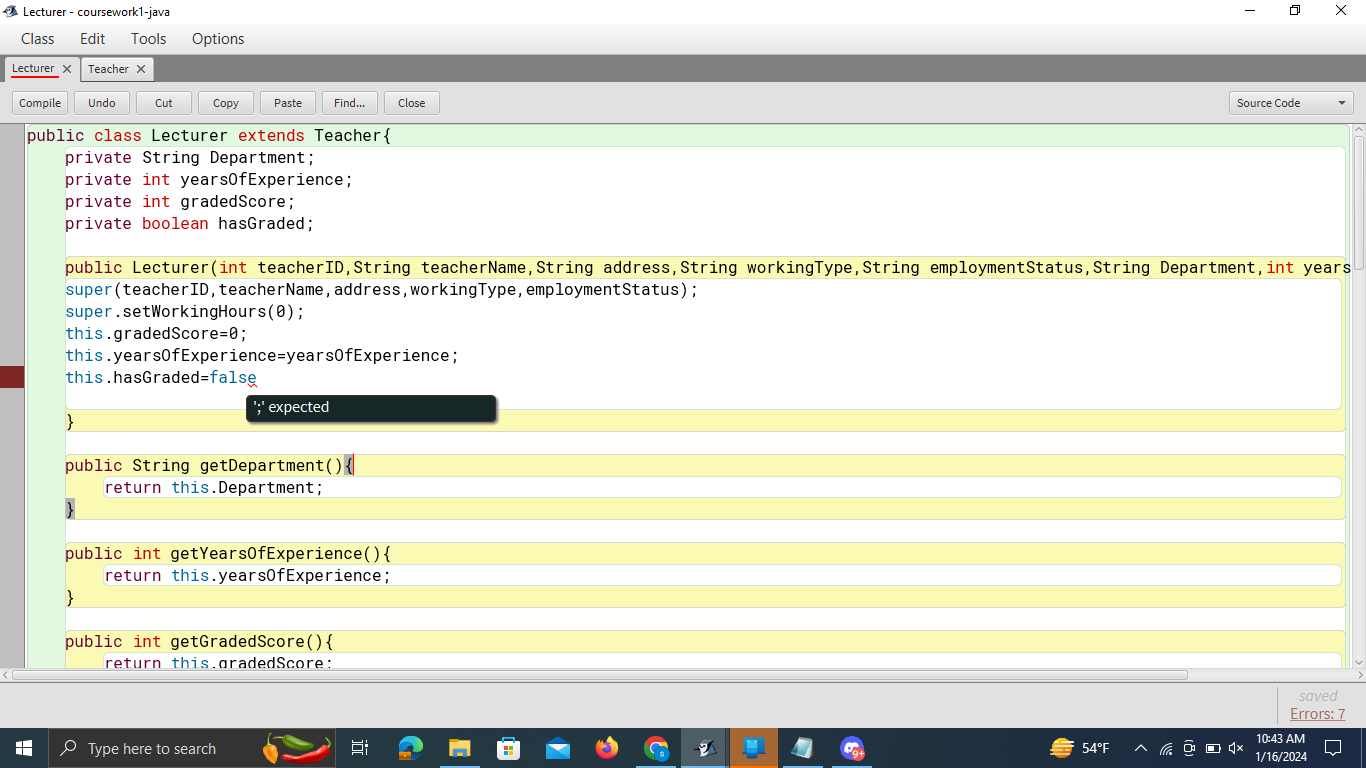 Lecturer - coursework1-java
Class Edit Tools Options
Lecturer Teacher
Compile Undo Cut Copy Paste Find... Close Source Code
public class Lecturer extends Teacher{
private String Department;
private int yearsOfExperience;
private int gradedScore;
private boolean hasGraded;
public Lecturer(int teacherID,String teacherName,String address,String workingType,String employmentStatus,String Department,int years
super(teacherID,teacherName,address,workingType,employmentStatus);
super.setWorkingHours(0);
this.gradedScore=0;
this.yearsOfExperience=yearsOfExperience;
this.hasGraded=false
';' expected
}
public String getDepartment(){
return this.Department;
}
public int getYearsOfExperience(){
return this.yearsOfExperience;
}
public int getGradedScore(){
return this.gradedScore;
saved
Errors: 7
Type here to search
9+
54°F
10:43 AM
1/16/2024